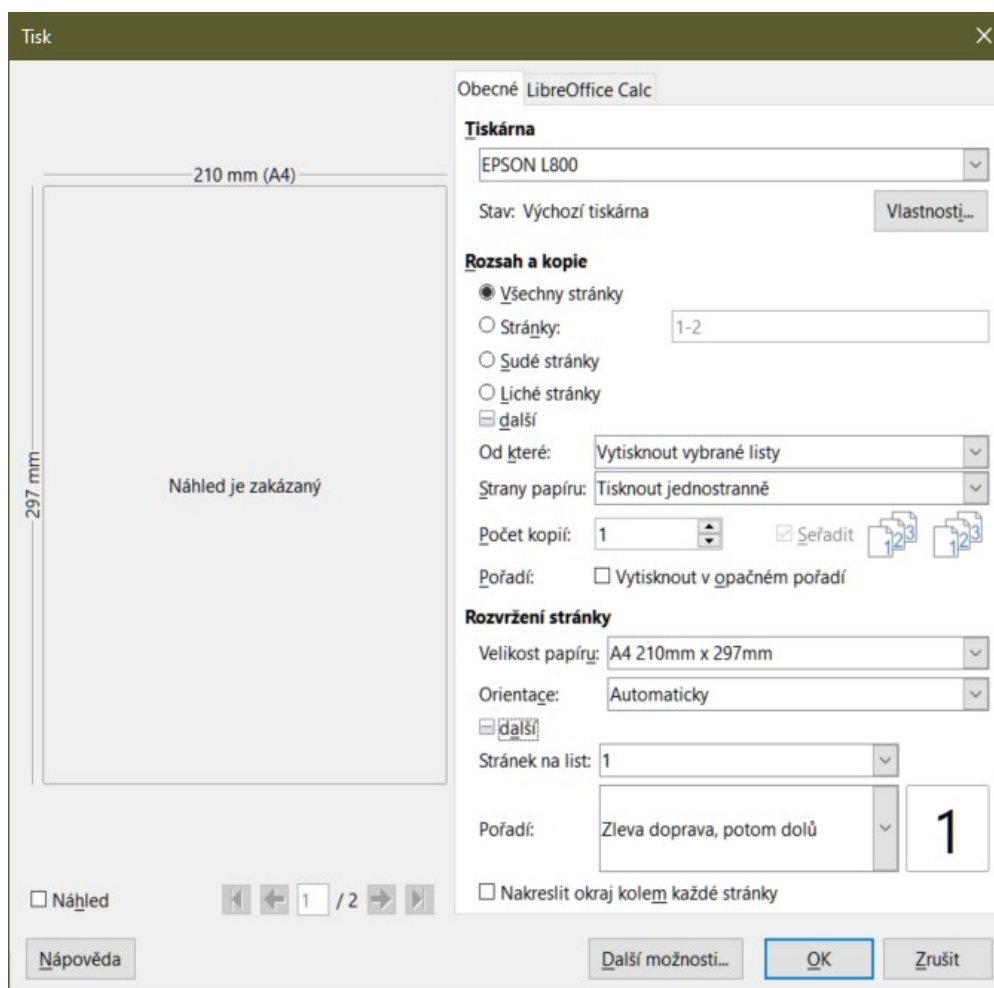 Tisk
Obecné LibreOffice Calc
Tiskárna
210 mm (A4)
EPSON L800
Stav: Výchozí tiskárna Vlastnosti...
Rozsah a kopie
Všechny stránky
Stránky: 1-2
Sudé stránky
Liché stránky
další
Od které: Vytisknout vybrané listy
297 mm
Náhled je zakázaný
Strany papíru: Tisknout jednostranně
Počet kopií: 1 Seřadit 123 123
Pořadí: Vytisknout v opačném pořadí
Rozvržení stránky
Velikost papíru: A4 210mm x 297mm
Orientace: Automaticky
další
Stránek na list: 1
Pořadí: Zleva doprava, potom dolů 1
Náhled 1 / 2
Nakreslit okraj kolem každé stránky
Nápověda Další možnosti... OK Zrušit